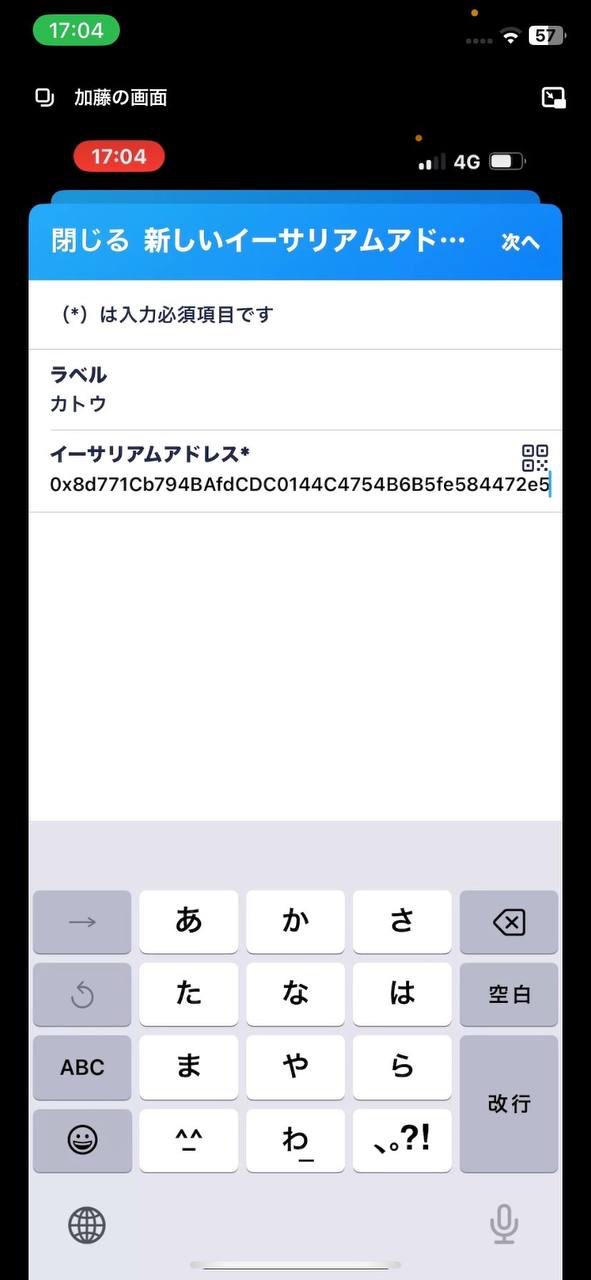 17:04
57
加藤の画面
17:04
4G
閉じる 新しいイーサリアムアド… 次へ
（*）は入力必須項目です
ラベル
カトウ
イーサリアムアドレス*
0x8d771Cb794BAfdCDC0144C4754B6B5fe584472e5
→ あ か さ
た な は 空白
ABC ま や ら
改行
^^ わ 、。?!